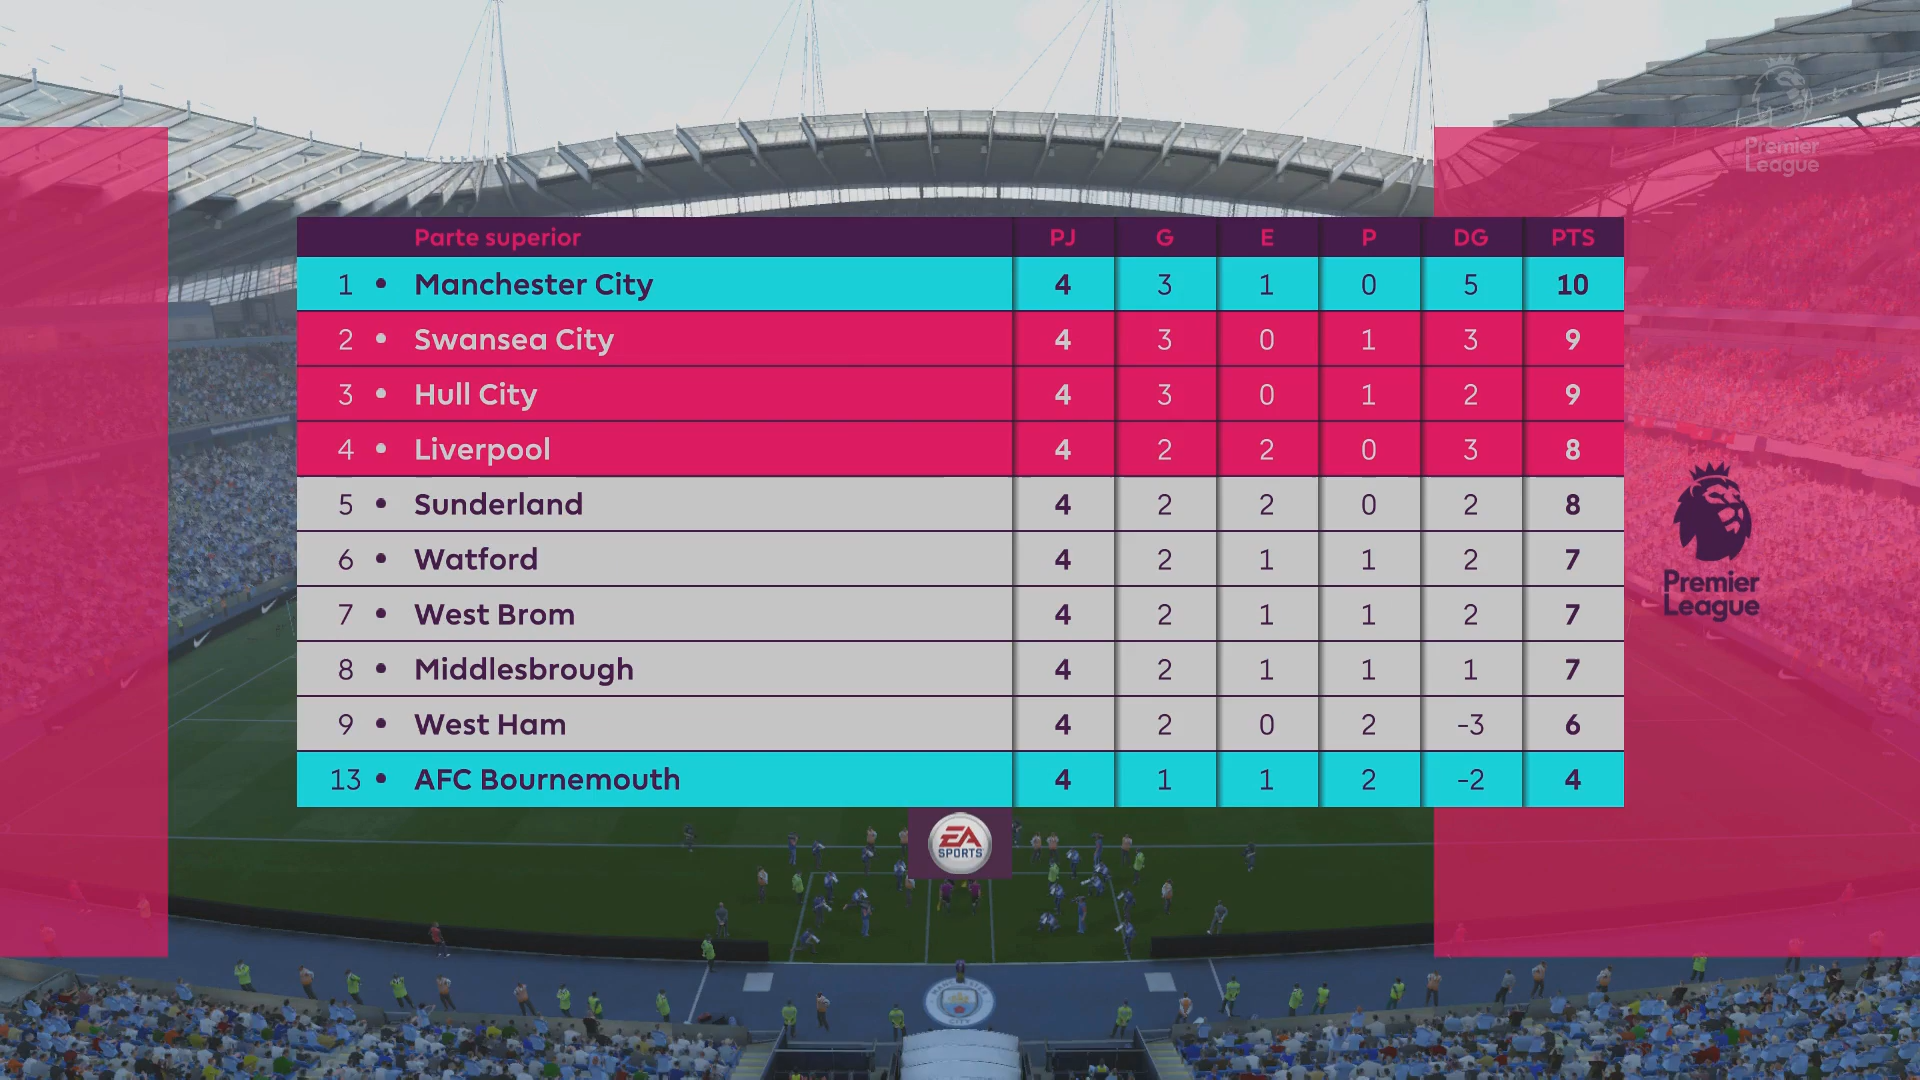 Premier
League
Parte superior PJ G E P DG PTS
1 • Manchester City 4 3 1 0 5 10
2 • Swansea City 4 3 0 1 3 9
3 • Hull City 4 3 0 1 2 9
4 • Liverpool 4 2 2 0 3 8
5 • Sunderland 4 2 2 0 2 8
6 • Watford 4 2 1 1 2 7
7 • West Brom 4 2 1 1 2 7
8 • Middlesbrough 4 2 1 1 1 7
9 • West Ham 4 2 0 2 -3 6
13 • AFC Bournemouth 4 1 1 2 -2 4
Premier
League
EA
SPORTS
MANCHESTER
CITY